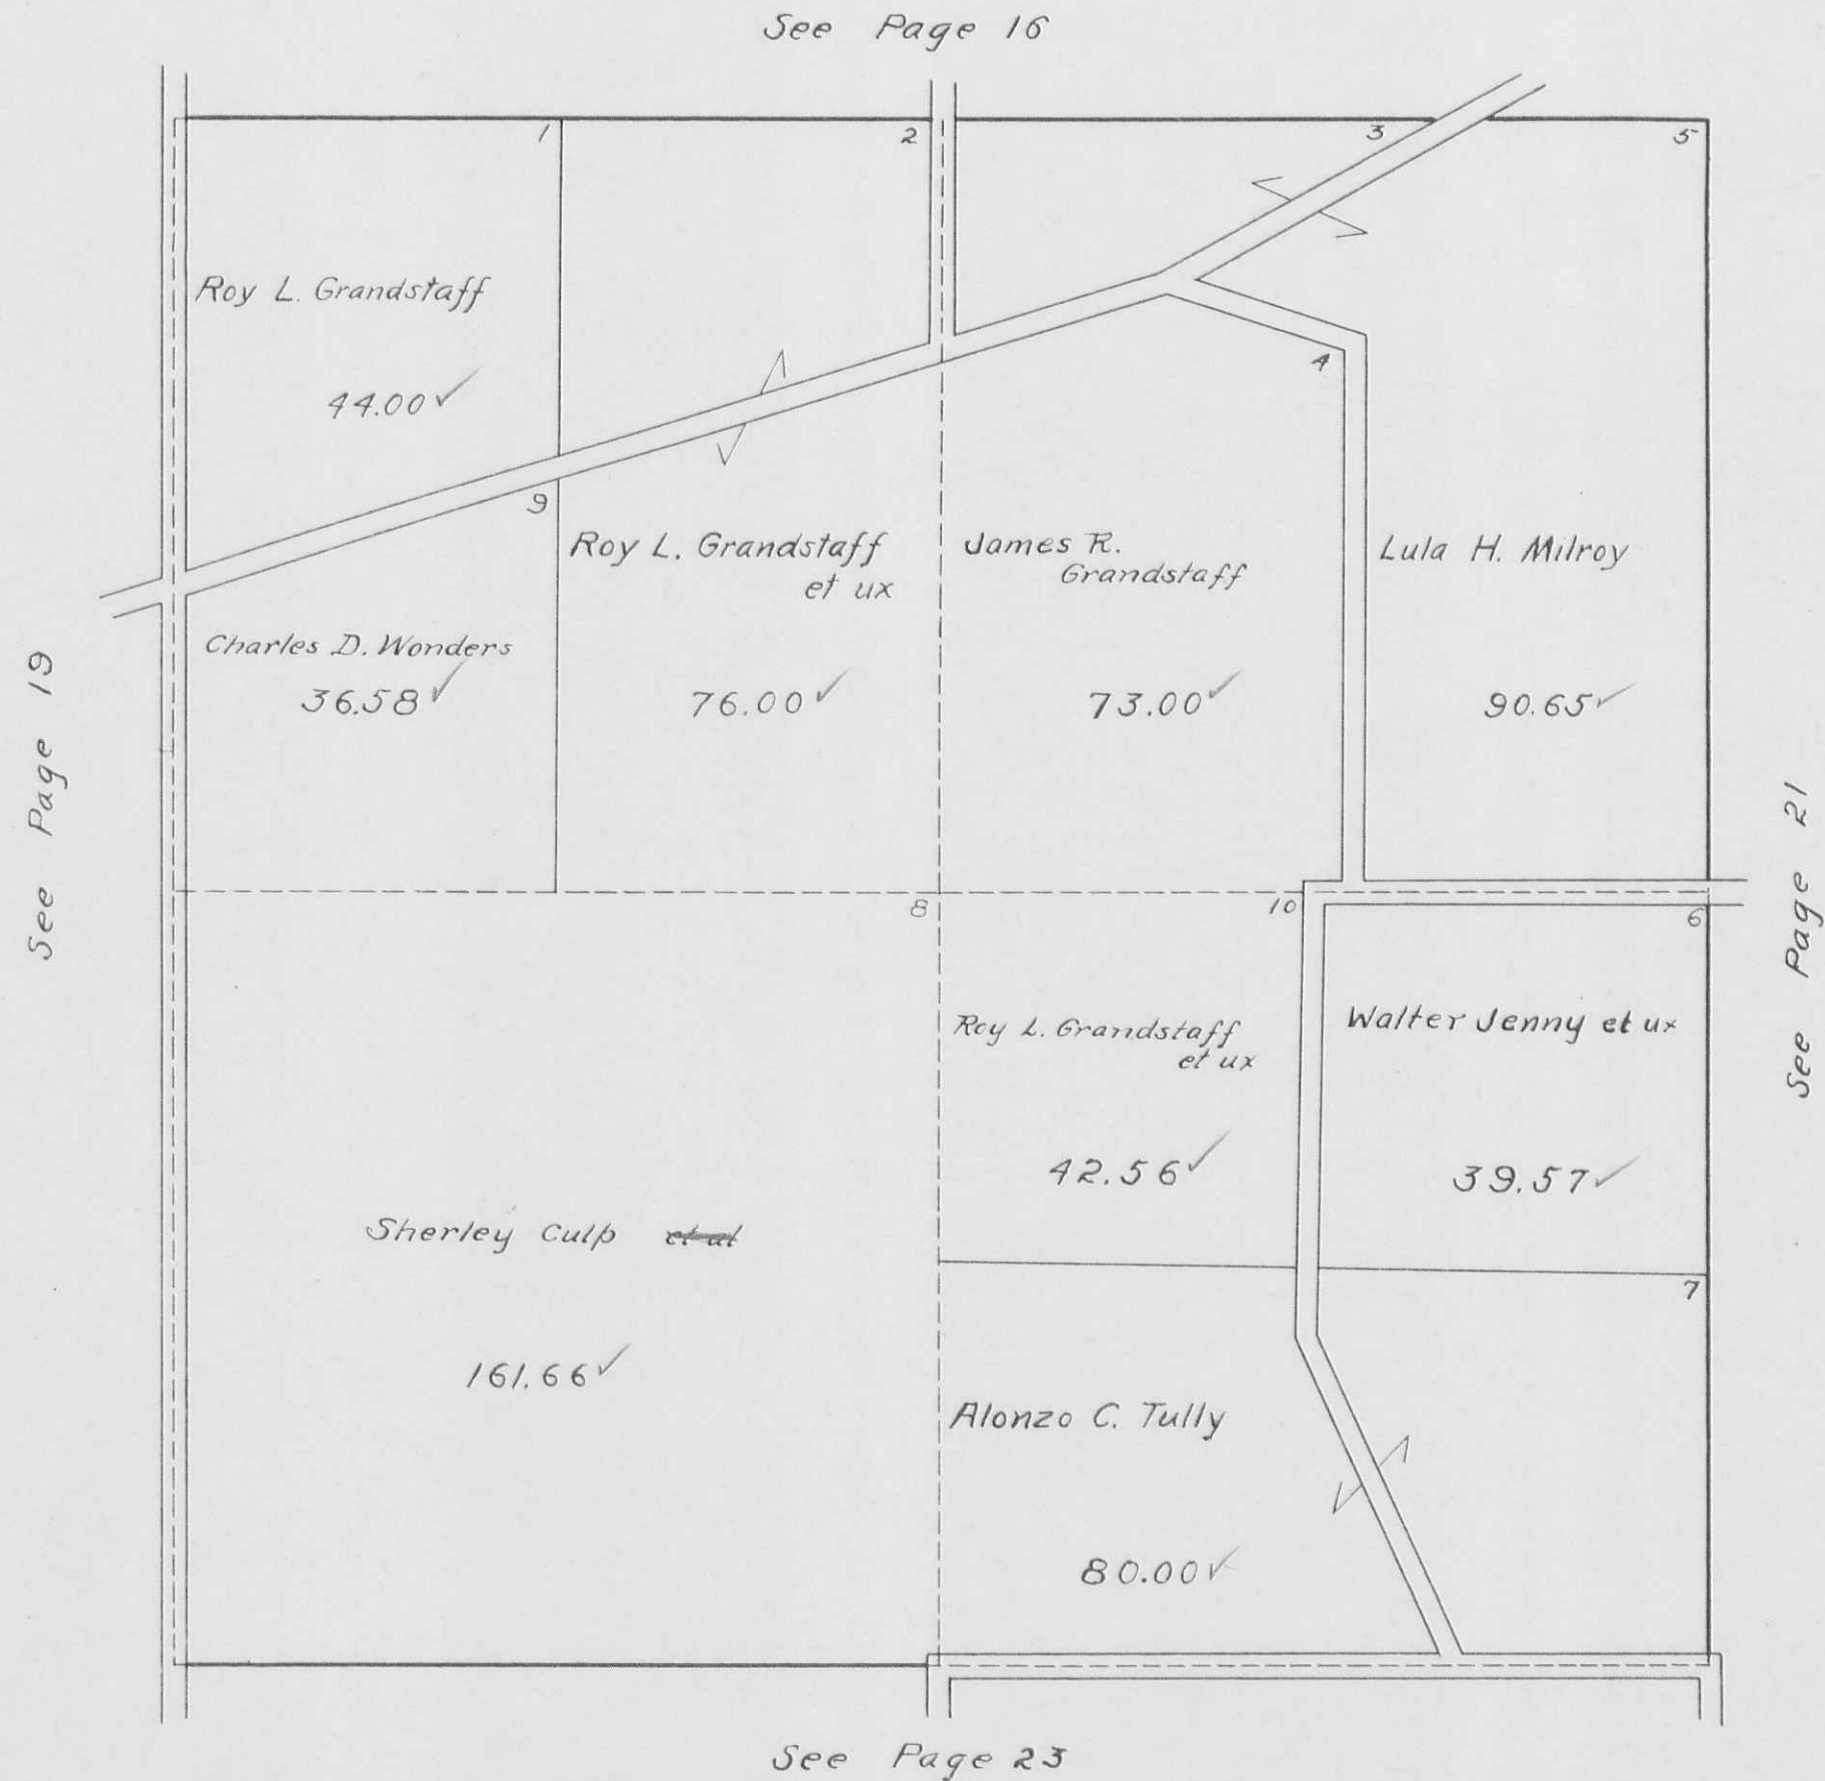 See Page 16
1
2
3
5
Roy L. Grandstaff
44.00✓
4
9
Roy L. Grandstaff
et ux
76.00✓
James R.
Grandstaff
73.00✓
Lula H. Milroy
90.65✓
Charles D. Wonders
36.58✓
See Page 19
See Page 21
8
10
6
Roy L. Grandstaff
et ux
42.56✓
Walter Jenny et ux
39.57✓
Sherley Culp et al
161.66✓
7
Alonzo C. Tully
80.00✓
See Page 23